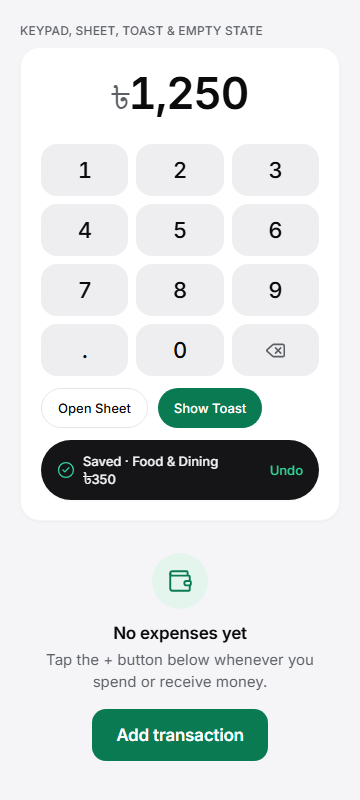 KEYPAD, SHEET, TOAST & EMPTY STATE
৳1,250
1 2 3
4 5 6
7 8 9
. 0
Open Sheet Show Toast
Saved · Food & Dining
৳350
Undo
No expenses yet
Tap the + button below whenever you
spend or receive money.
Add transaction